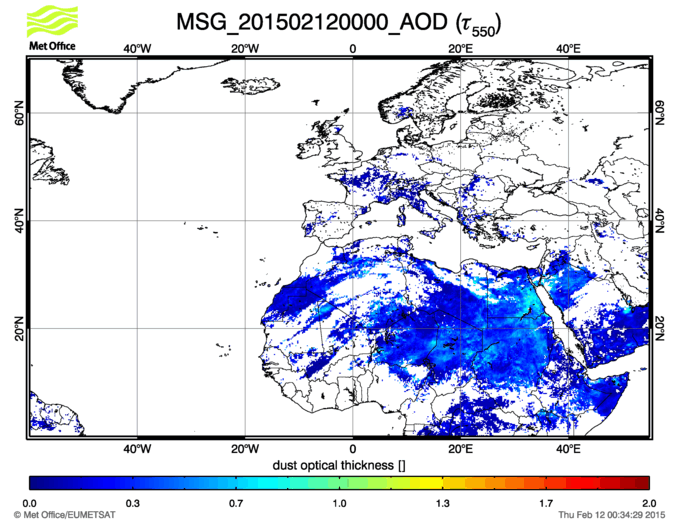 MSG_201502120000_AOD (τ550)
Met Office
40°W 20°W 0 20°E 40°E
60°N 60°N
40°N 40°N
20°N 20°N
40°W 20°W 0 20°E 40°E
dust optical thickness []
0.0 0.3 0.7 1.0 1.3 1.7 2.0
© Met Office/EUMETSAT Thu Feb 12 00:34:29 2015